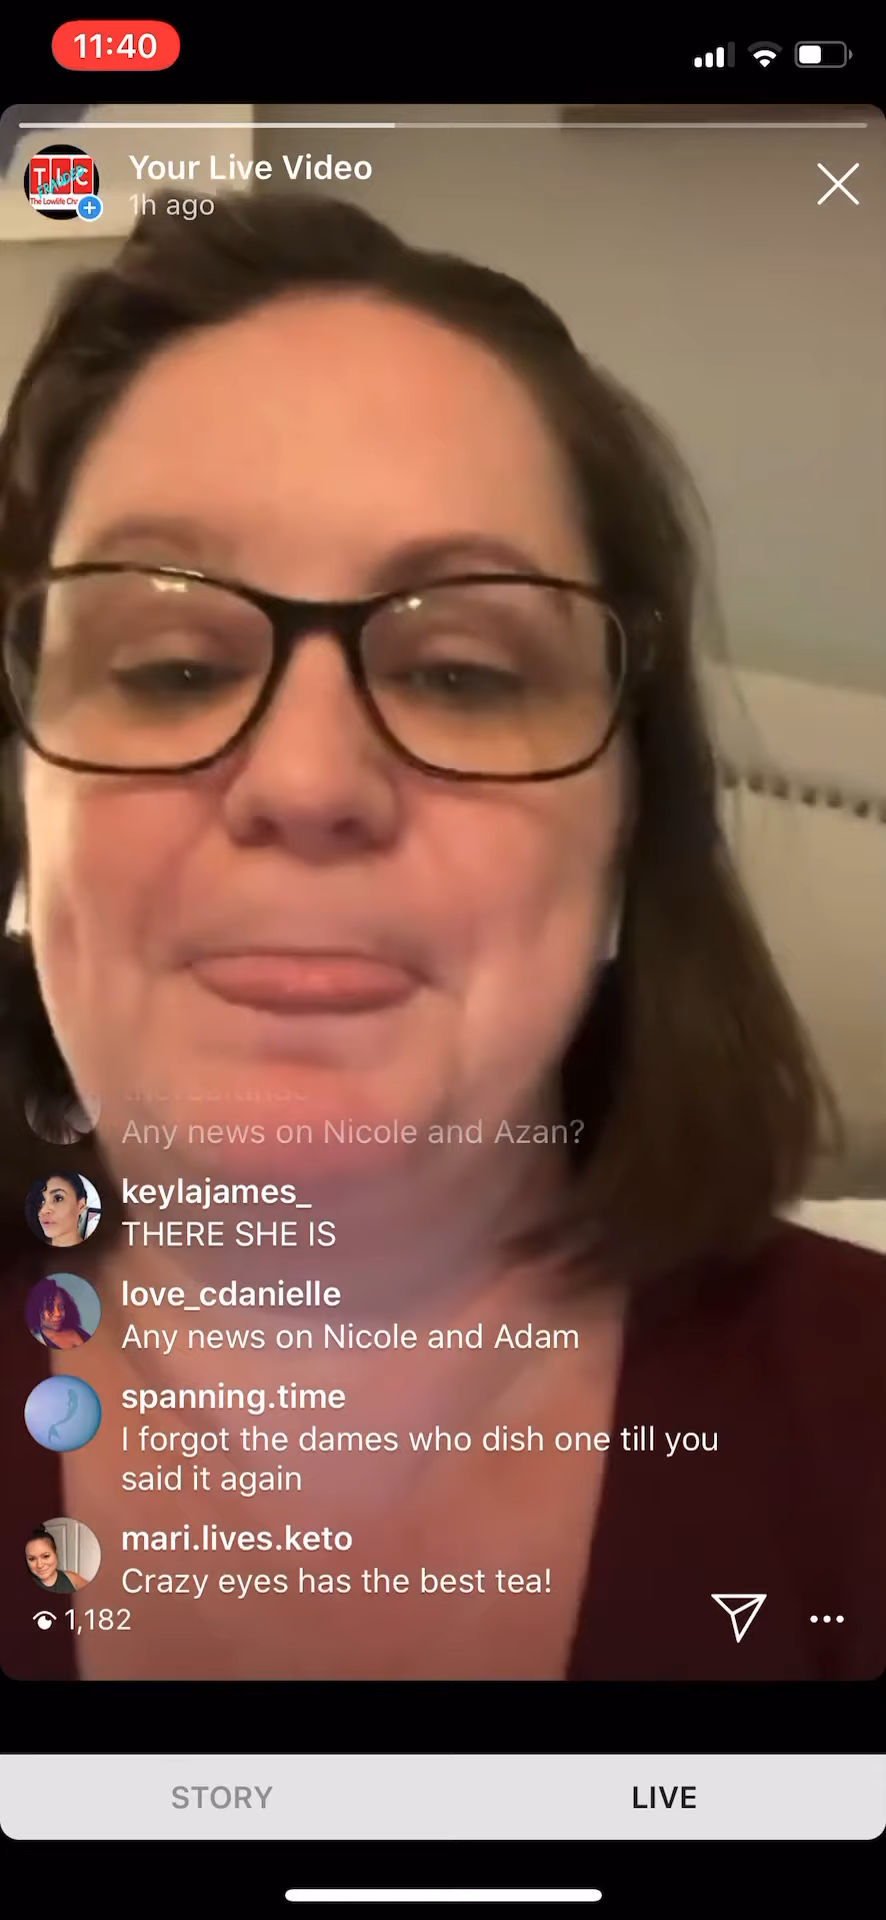 11:40
TLC
FRAUDED
Your Live Video
1h ago
Any news on Nicole and Azan?
keylajames_
THERE SHE IS
love_cdanielle
Any news on Nicole and Adam
spanning.time
I forgot the dames who dish one till you
said it again
mari.lives.keto
Crazy eyes has the best tea!
1,182
STORY
LIVE